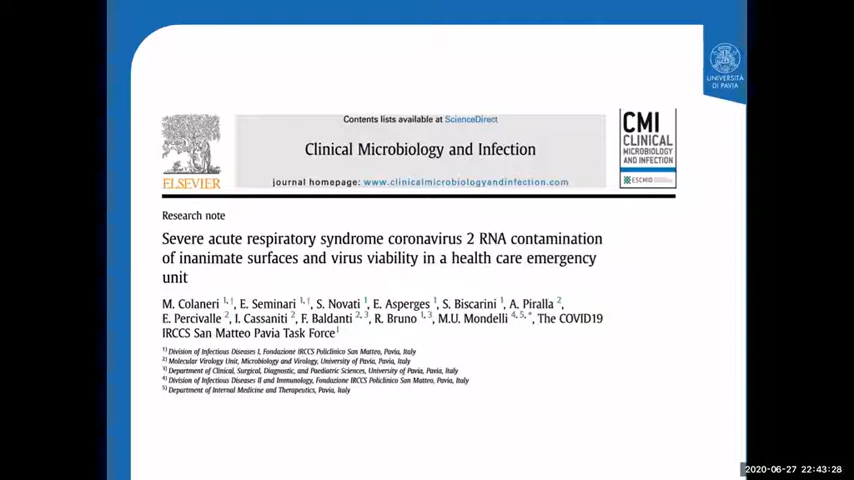 UNIVERSITÀ
DI PAVIA
Contents lists available at ScienceDirect
Clinical Microbiology and Infection
journal homepage: www.clinicalmicrobiologyandinfection.com
ELSEVIER
CMI
CLINICAL
MICROBIOLOGY
AND INFECTION
ESCMID
Research note
Severe acute respiratory syndrome coronavirus 2 RNA contamination
of inanimate surfaces and virus viability in a health care emergency
unit
M. Colaneri 1,†, E. Seminari 1,†, S. Novati 1, E. Asperges 1, S. Biscarini 1, A. Piralla 2,
E. Percivalle 2, I. Cassaniti 2, F. Baldanti 2, 3, R. Bruno 1, 3, M.U. Mondelli 4, 5, *, The COVID19
IRCCS San Matteo Pavia Task Force1
1) Division of Infectious Diseases I, Fondazione IRCCS Policlinico San Matteo, Pavia, Italy
2) Molecular Virology Unit, Microbiology and Virology, University of Pavia, Pavia, Italy
3) Department of Clinical, Surgical, Diagnostic, and Paediatric Sciences, University of Pavia, Pavia, Italy
4) Division of Infectious Diseases II and Immunology, Fondazione IRCCS Policlinico San Matteo, Pavia, Italy
5) Department of Internal Medicine and Therapeutics, Pavia, Italy
2020-06-27 22:43:28